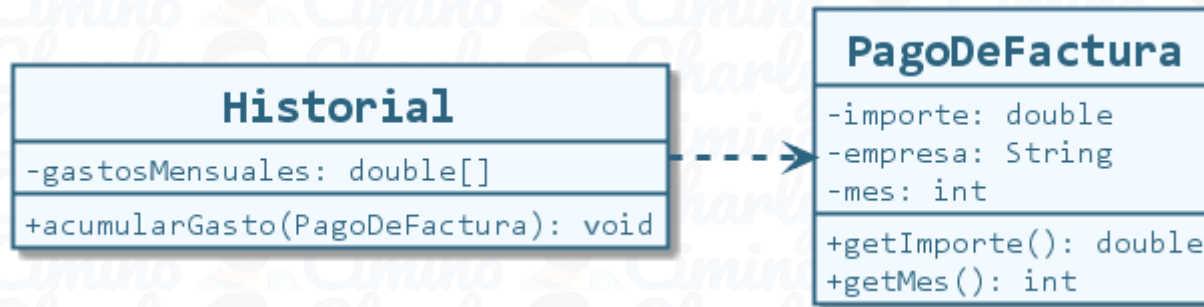 Historial
-gastosMensuales: double[]
+acumularGasto(PagoDeFactura): void
PagoDeFactura
-importe: double
-empresa: String
-mes: int
+getImporte(): double
+getMes(): int